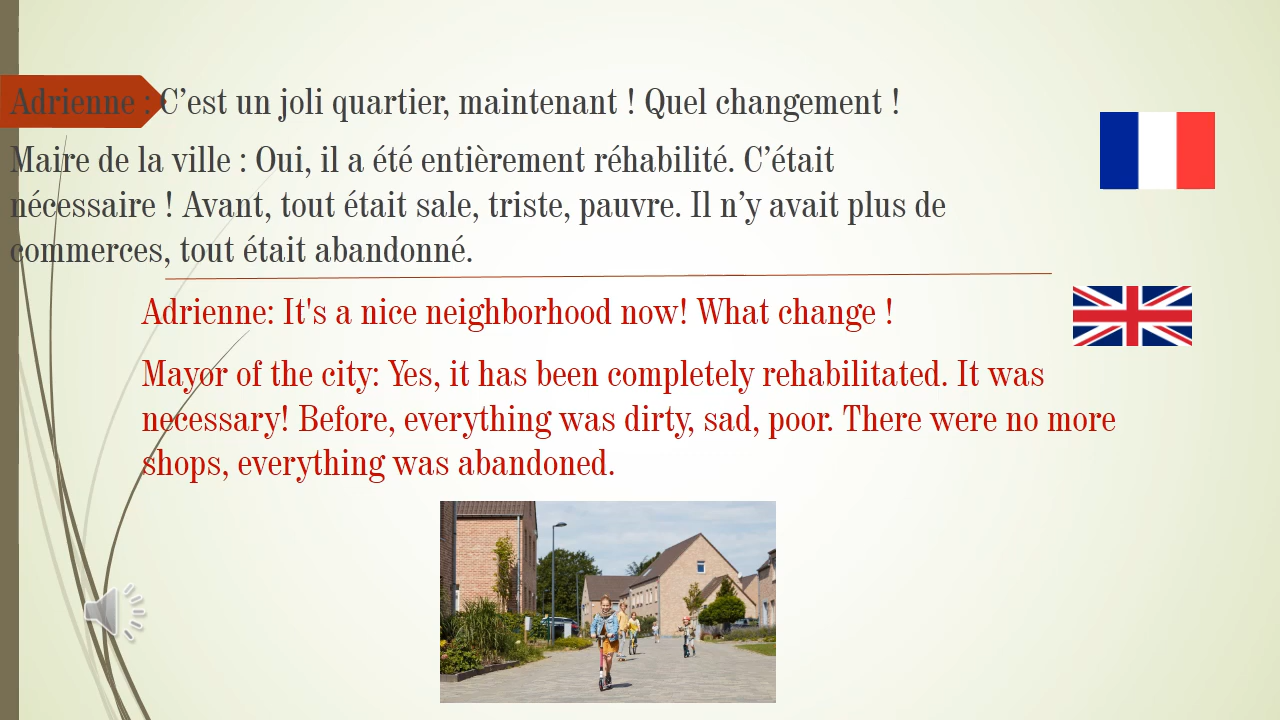 Adrienne : C’est un joli quartier, maintenant ! Quel changement !
Maire de la ville : Oui, il a été entièrement réhabilité. C’était
nécessaire ! Avant, tout était sale, triste, pauvre. Il n’y avait plus de
commerces, tout était abandonné.
Adrienne: It's a nice neighborhood now! What change !
Mayor of the city: Yes, it has been completely rehabilitated. It was
necessary! Before, everything was dirty, sad, poor. There were no more
shops, everything was abandoned.